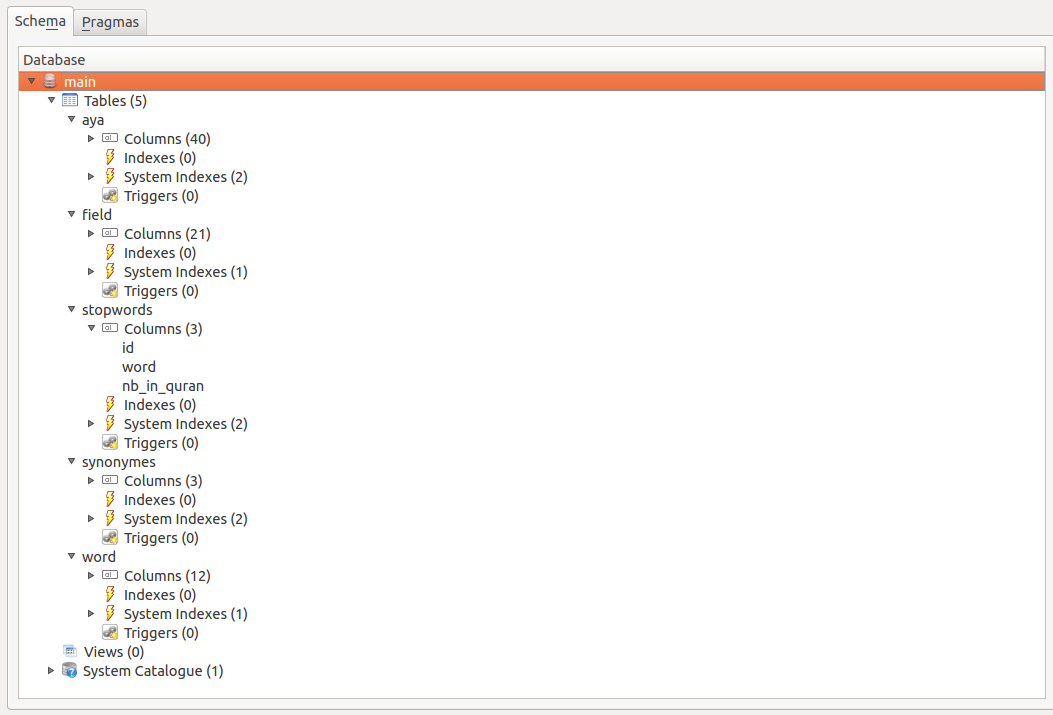 Schema Pragmas
Database
main
Tables (5)
aya
Columns (40)
Indexes (0)
System Indexes (2)
Triggers (0)
field
Columns (21)
Indexes (0)
System Indexes (1)
Triggers (0)
stopwords
Columns (3)
id
word
nb_in_quran
Indexes (0)
System Indexes (2)
Triggers (0)
synonymes
Columns (3)
Indexes (0)
System Indexes (2)
Triggers (0)
word
Columns (12)
Indexes (0)
System Indexes (1)
Triggers (0)
Views (0)
System Catalogue (1)